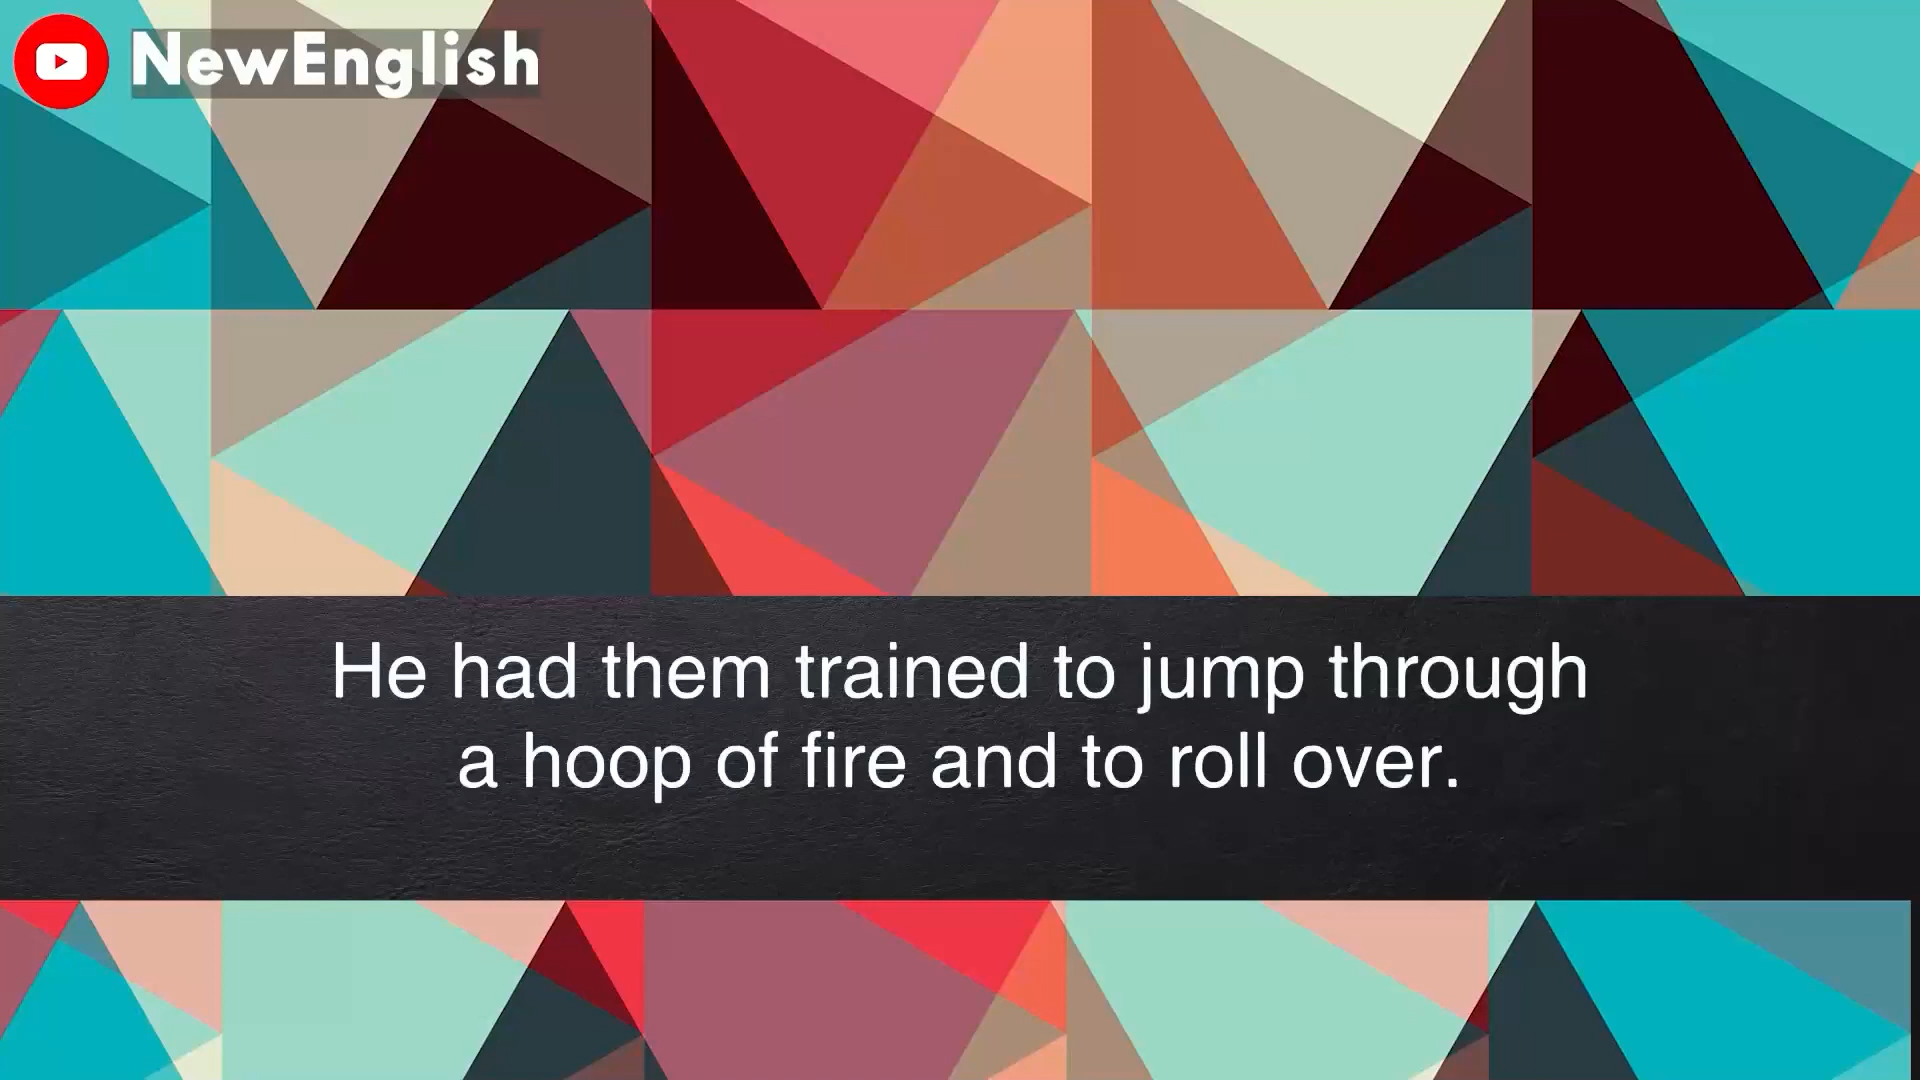 NewEnglish
He had them trained to jump through
a hoop of fire and to roll over.